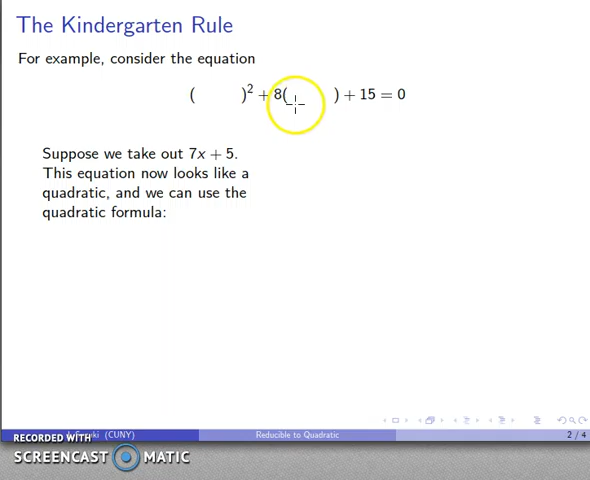 The Kindergarten Rule
For example, consider the equation
( )² + 8( ) + 15 = 0
Suppose we take out 7x + 5.
This equation now looks like a
quadratic, and we can use the
quadratic formula:
(CUNY)
Reducible to Quadratic
2 / 4
RECORDED WITH
SCREENCAST MATIC